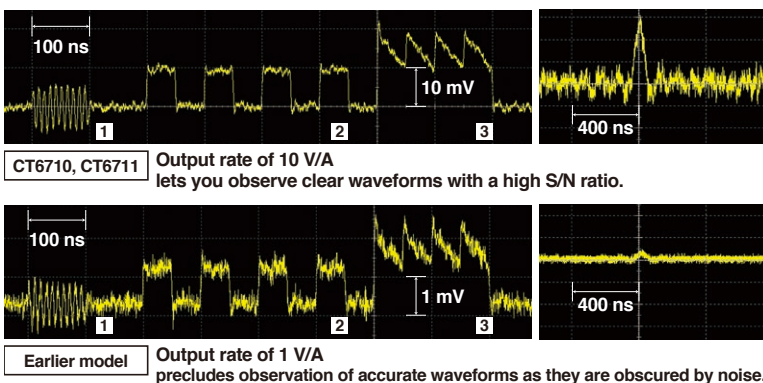 100 ns
10 mV
400 ns
1
2
3
CT6710, CT6711
Output rate of 10 V/A
lets you observe clear waveforms with a high S/N ratio.
100 ns
1 mV
400 ns
1
2
3
Earlier model
Output rate of 1 V/A
precludes observation of accurate waveforms as they are obscured by noise.